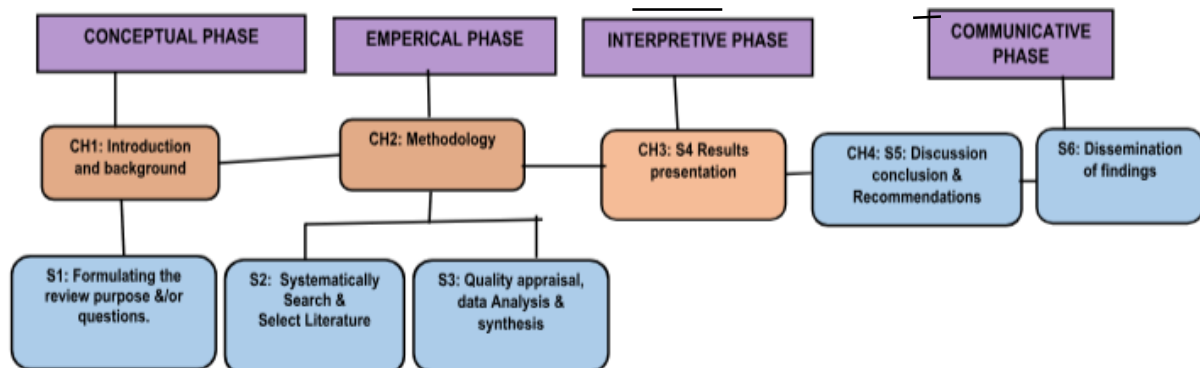 CONCEPTUAL PHASE
EMPERICAL PHASE
INTERPRETIVE PHASE
COMMUNICATIVE
PHASE
CH1: Introduction
and background
CH2: Methodology
CH3: S4 Results
presentation
CH4: S5: Discussion
conclusion &
Recommendations
S6: Dissemination
of findings
S1: Formulating the
review purpose &/or
questions.
S2: Systematically
Search &
Select Literature
S3: Quality appraisal,
data Analysis &
synthesis